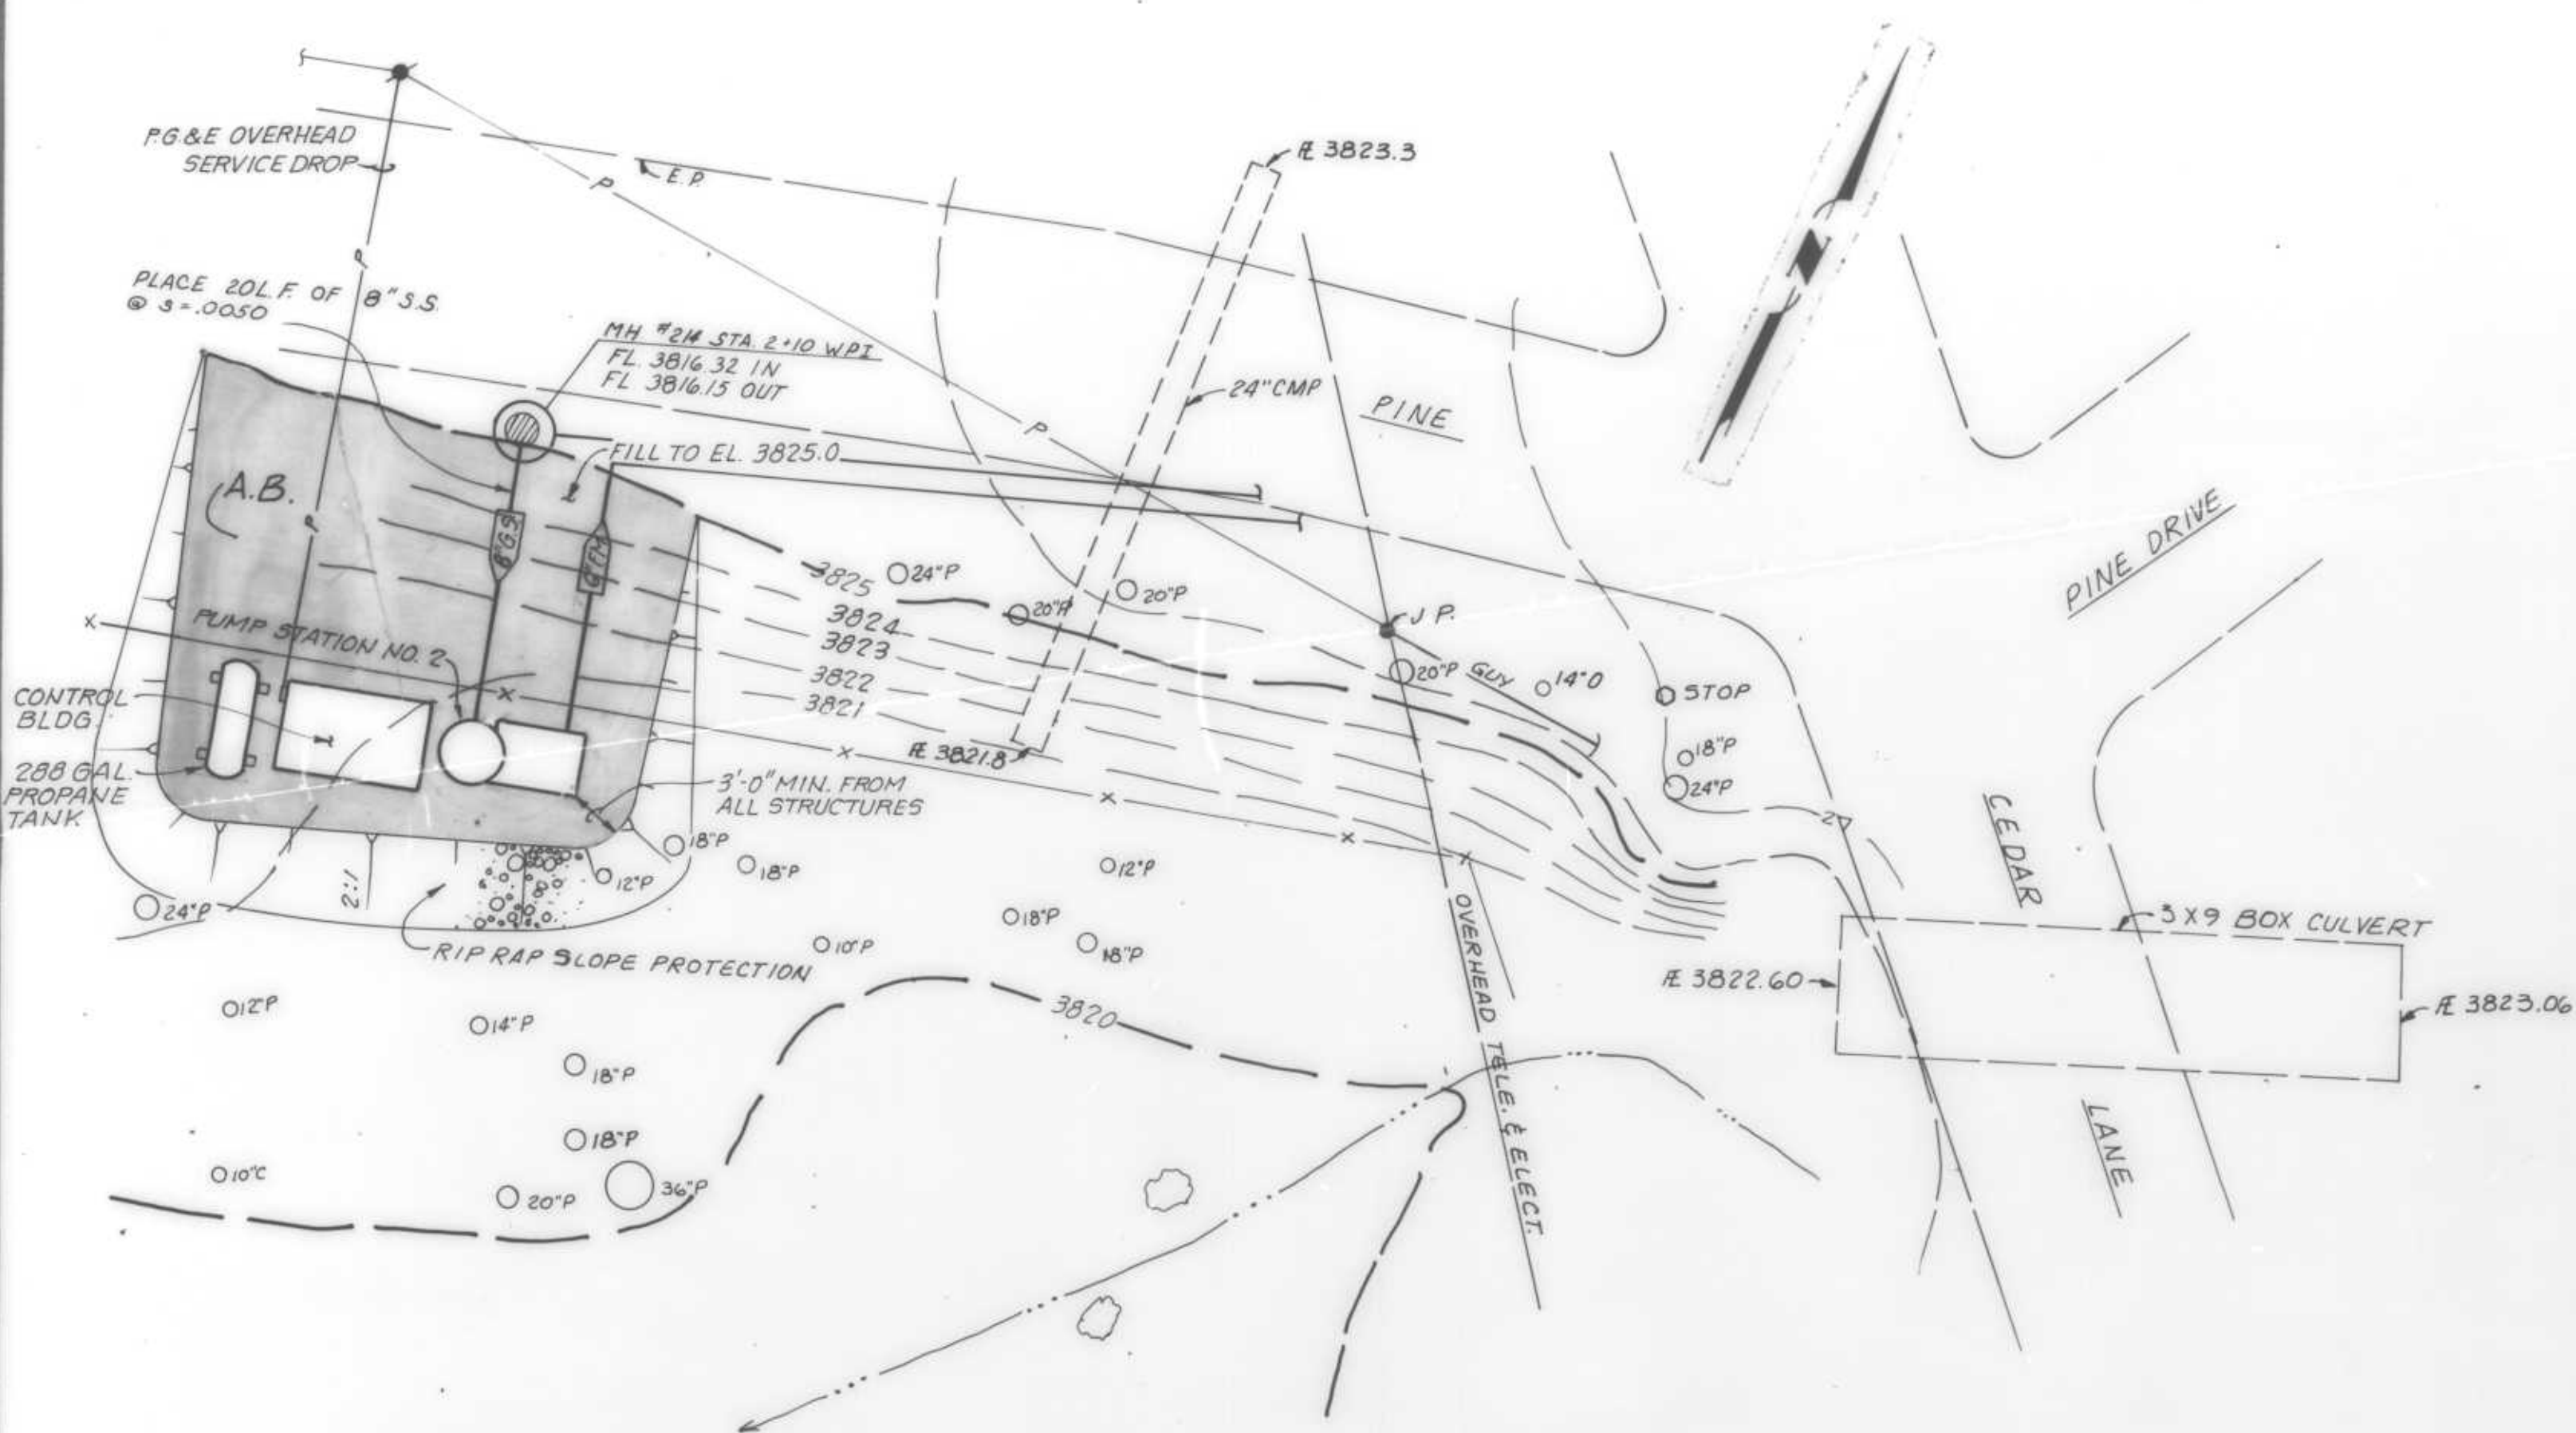 P.G.&E OVERHEAD
SERVICE DROP
P
E.P.
P
Æ 3823.3
PLACE 20 L.F. OF 8" S.S.
@ S=.0050
MH #214 STA. 2+10 WPI
FL. 3816.32 IN
FL 3816.15 OUT
24" CMP
PINE
P
FILL TO EL. 3825.0
A.B.
P
8" G.S.
PINE DRIVE
3825
24"P
20"P
20"P
3824
3823
3822
3821
J P.
20"P
GUY
14"O
STOP
18"P
24"P
X
PUMP STATION NO. 2
X
CONTROL
BLDG.
288 GAL.
PROPANE
TANK
X
Æ 3821.8
3'-0" MIN. FROM
ALL STRUCTURES
X
X
X
CEDAR
LANE
18"P
18"P
12"P
12"P
24"P
2:1
18"P
18"P
10"P
RIP RAP SLOPE PROTECTION
3 X 9 BOX CULVERT
Æ 3822.60
Æ 3823.06
OVERHEAD TELE. & ELECT.
12"P
14"P
18"P
3820
18"P
10"C
20"P
36"P